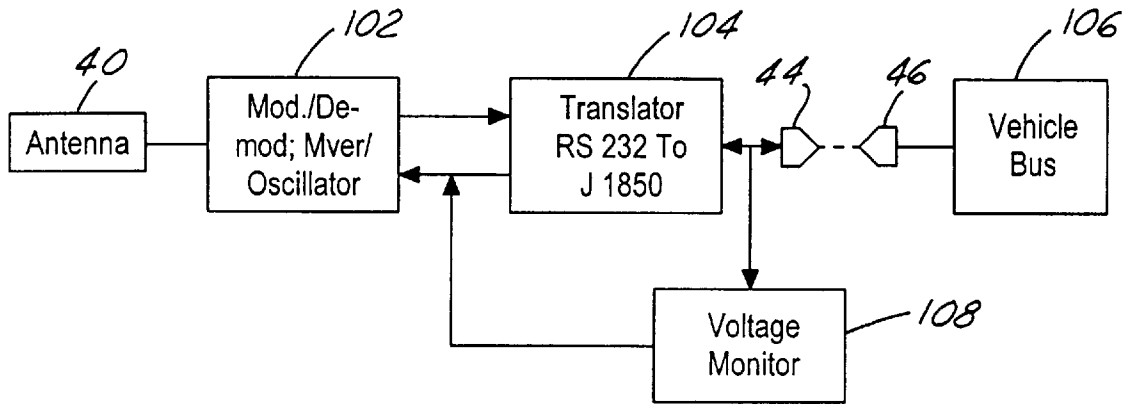 40
102
104
44
46
106
Antenna
Mod./De-
mod; Mver/
Oscillator
Translator
RS 232 To
J 1850
Vehicle
Bus
Voltage
Monitor
108